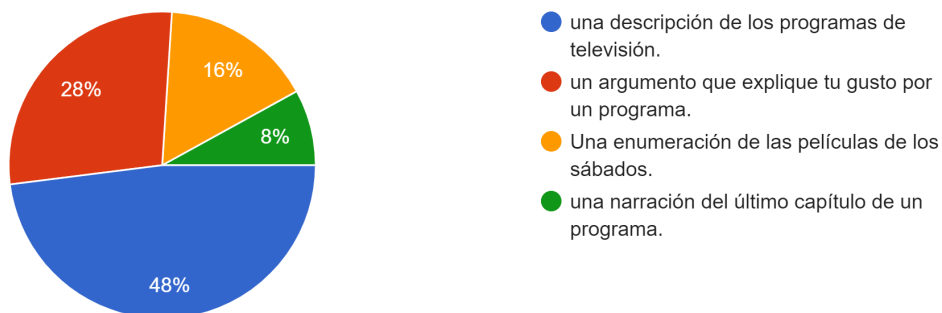 una descripción de los programas de
televisión.
un argumento que explique tu gusto por
un programa.
Una enumeración de las películas de los
sábados.
una narración del último capítulo de un
programa.
28%
16%
8%
48%